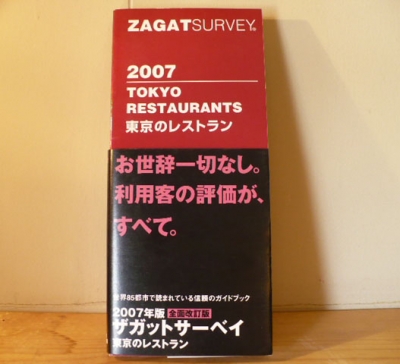 ZAGATSURVEY®
2007
TOKYO
RESTAURANTS
東京のレストラン
お世辞一切なし。
利用客の評価が、
すべて。
世界85都市で読まれている信頼のガイドブック
2007年版 全面改訂版
ザガットサーベイ
東京のレストラン